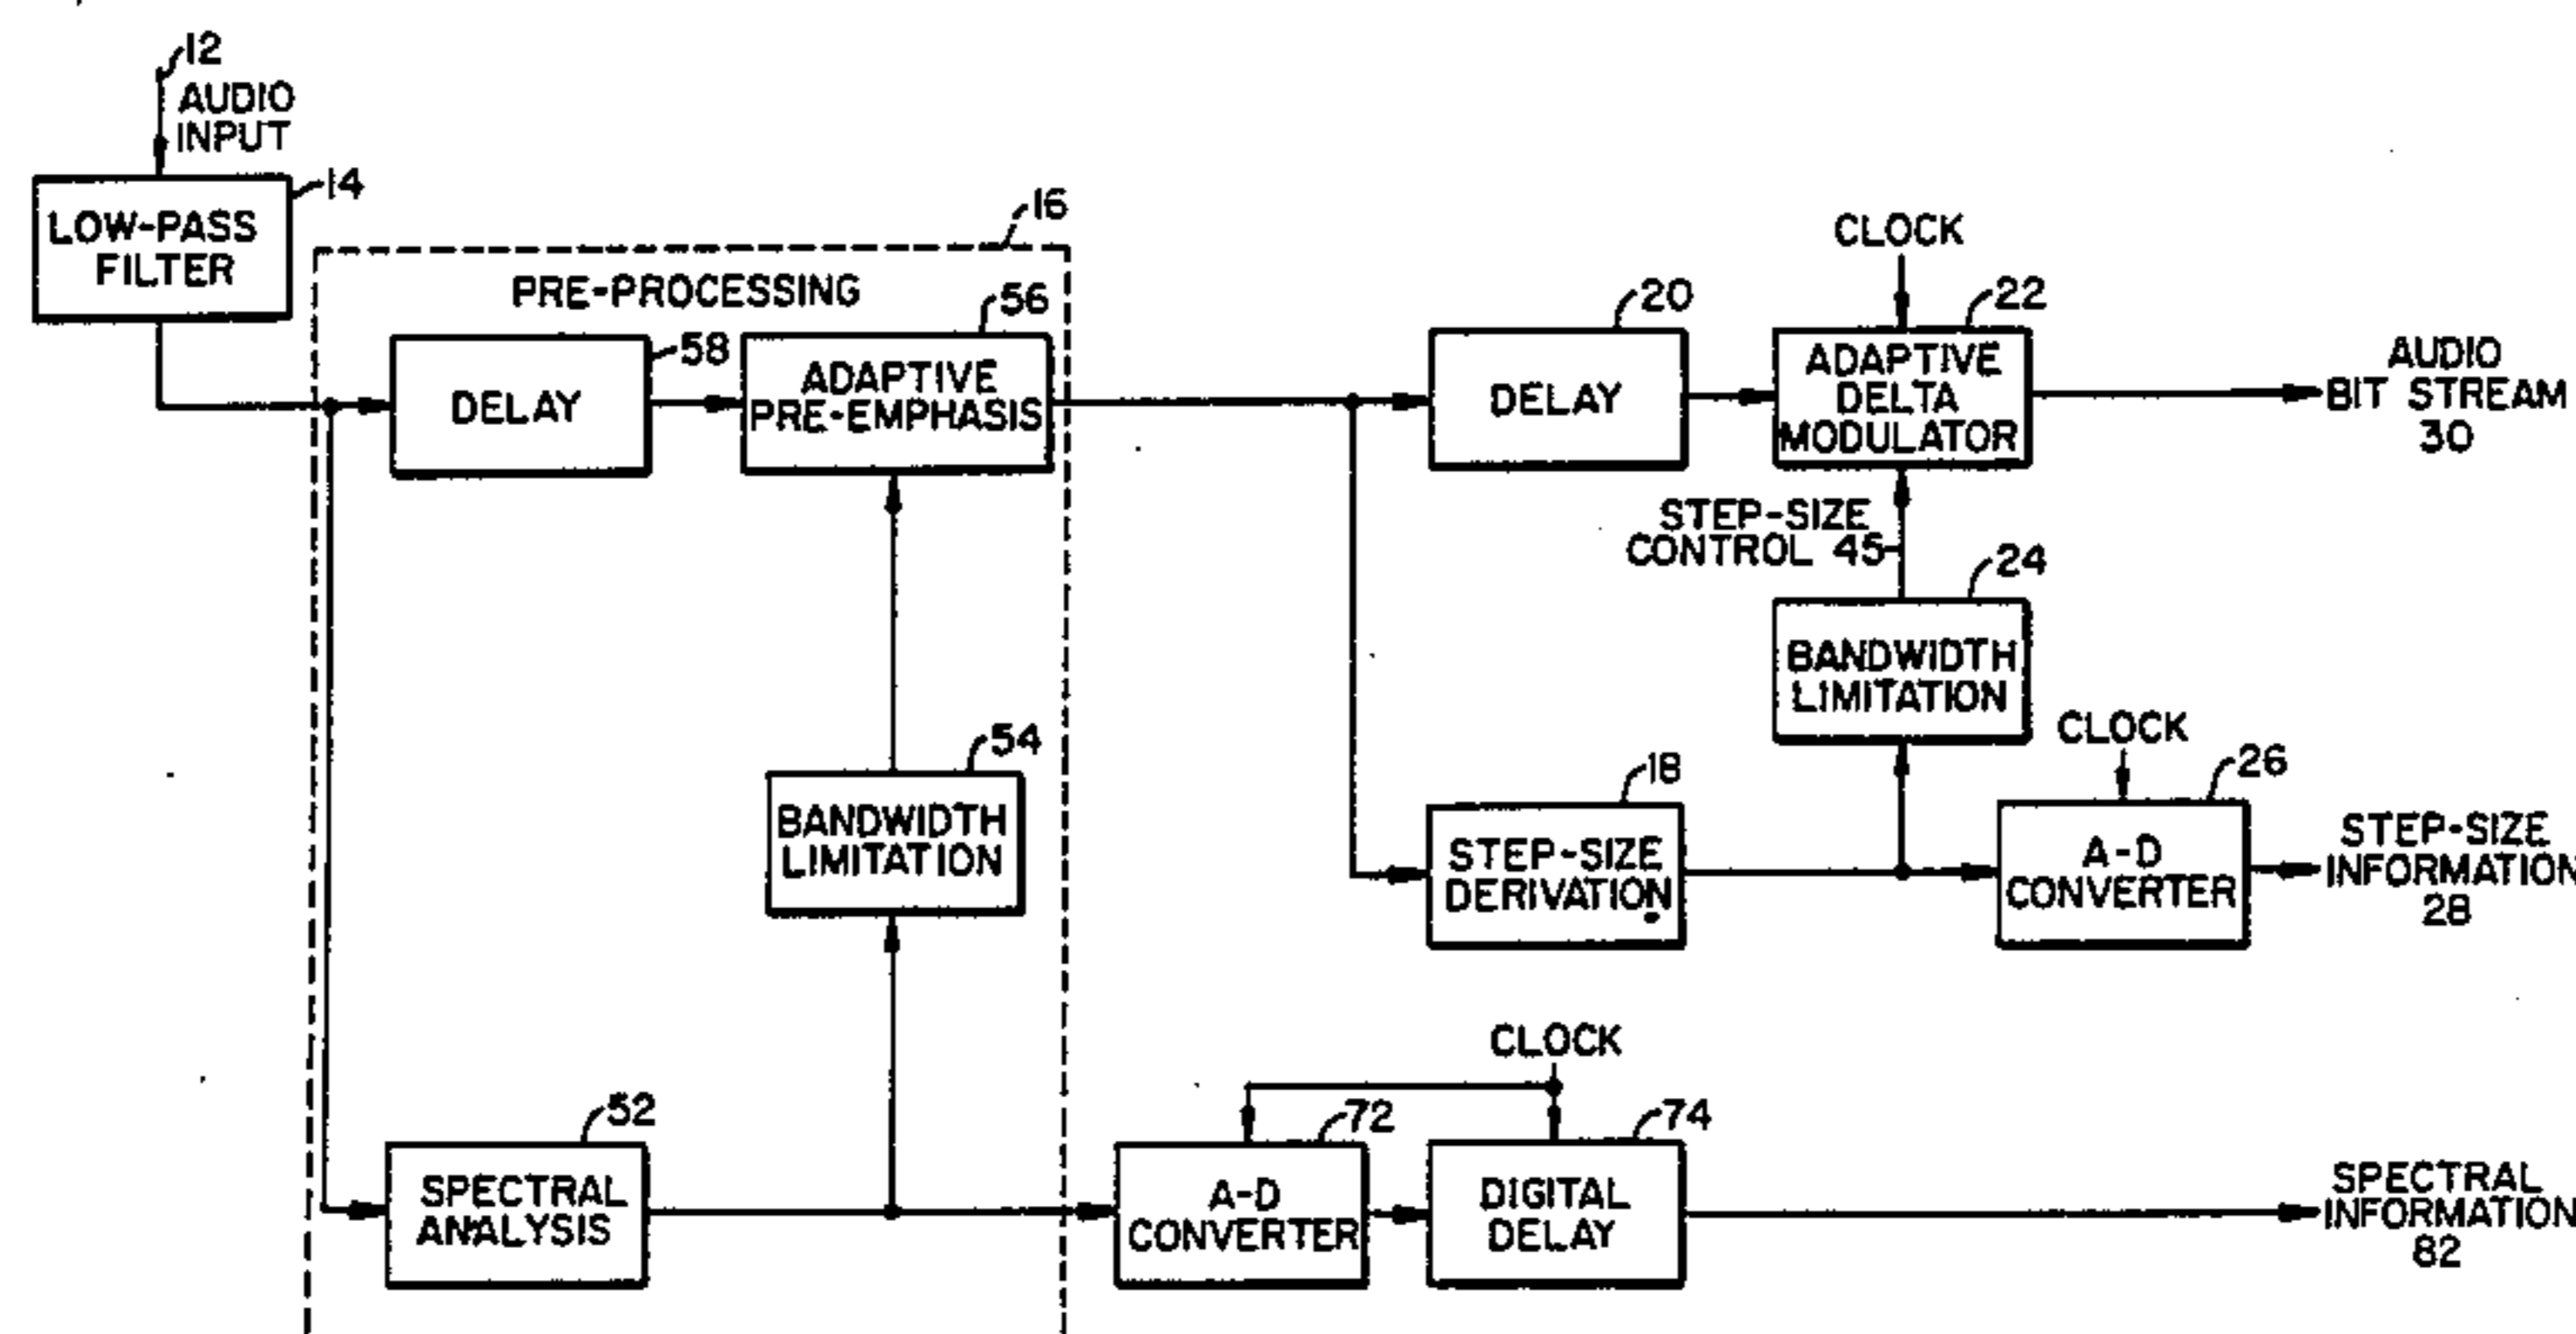 12
AUDIO
INPUT
14
LOW-PASS
FILTER
16
PRE-PROCESSING
58
DELAY
56
ADAPTIVE
PRE-EMPHASIS
54
BANDWIDTH
LIMITATION
52
SPECTRAL
ANALYSIS
20
DELAY
CLOCK
22
ADAPTIVE
DELTA
MODULATOR
AUDIO
BIT STREAM
30
STEP-SIZE
CONTROL 45
24
BANDWIDTH
LIMITATION
18
STEP-SIZE
DERIVATION
CLOCK
26
A-D
CONVERTER
STEP-SIZE
INFORMATION
28
CLOCK
72
A-D
CONVERTER
74
DIGITAL
DELAY
SPECTRAL
INFORMATION
82